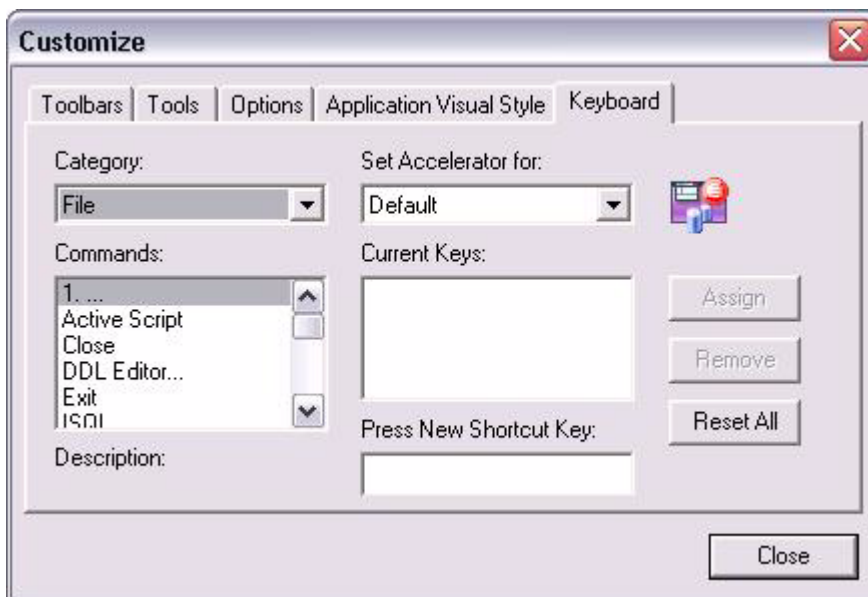 Customize
Toolbars Tools Options Application Visual Style Keyboard
Category:
File
Commands:
1. ...
Active Script
Close
DDL Editor...
Exit
ISQL
Description:
Set Accelerator for:
Default
Current Keys:
Press New Shortcut Key:
Assign
Remove
Reset All
Close